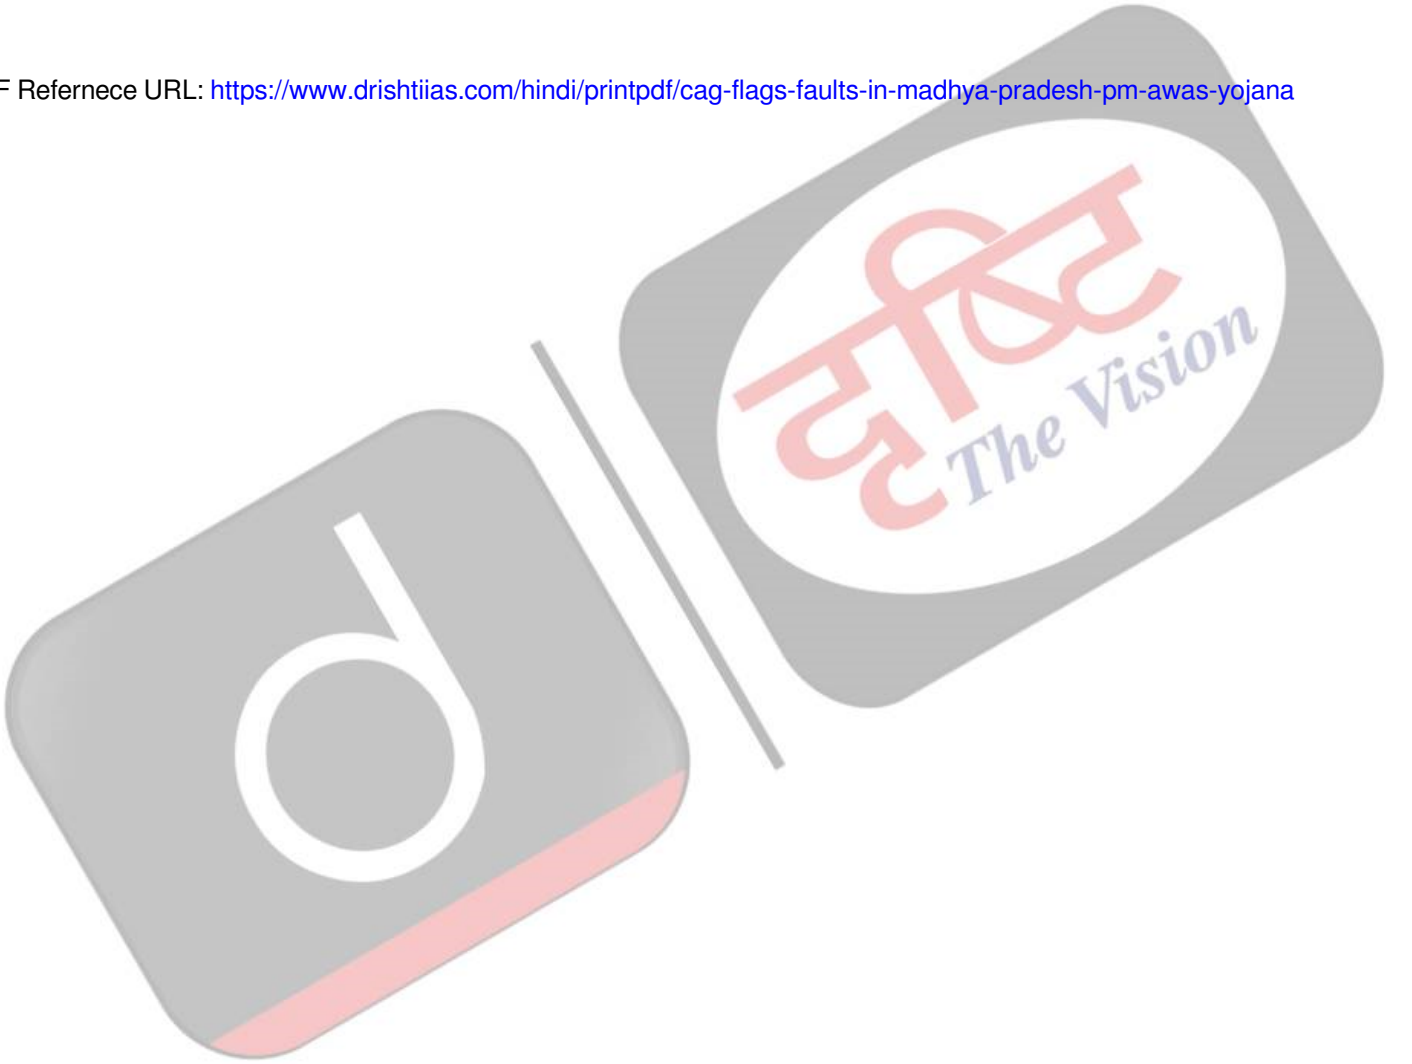 F Refernece URL: https://www.drishtiias.com/hindi/printpdf/cag-flags-faults-in-madhya-pradesh-pm-awas-yojana
दृष्टि
The Vision
d